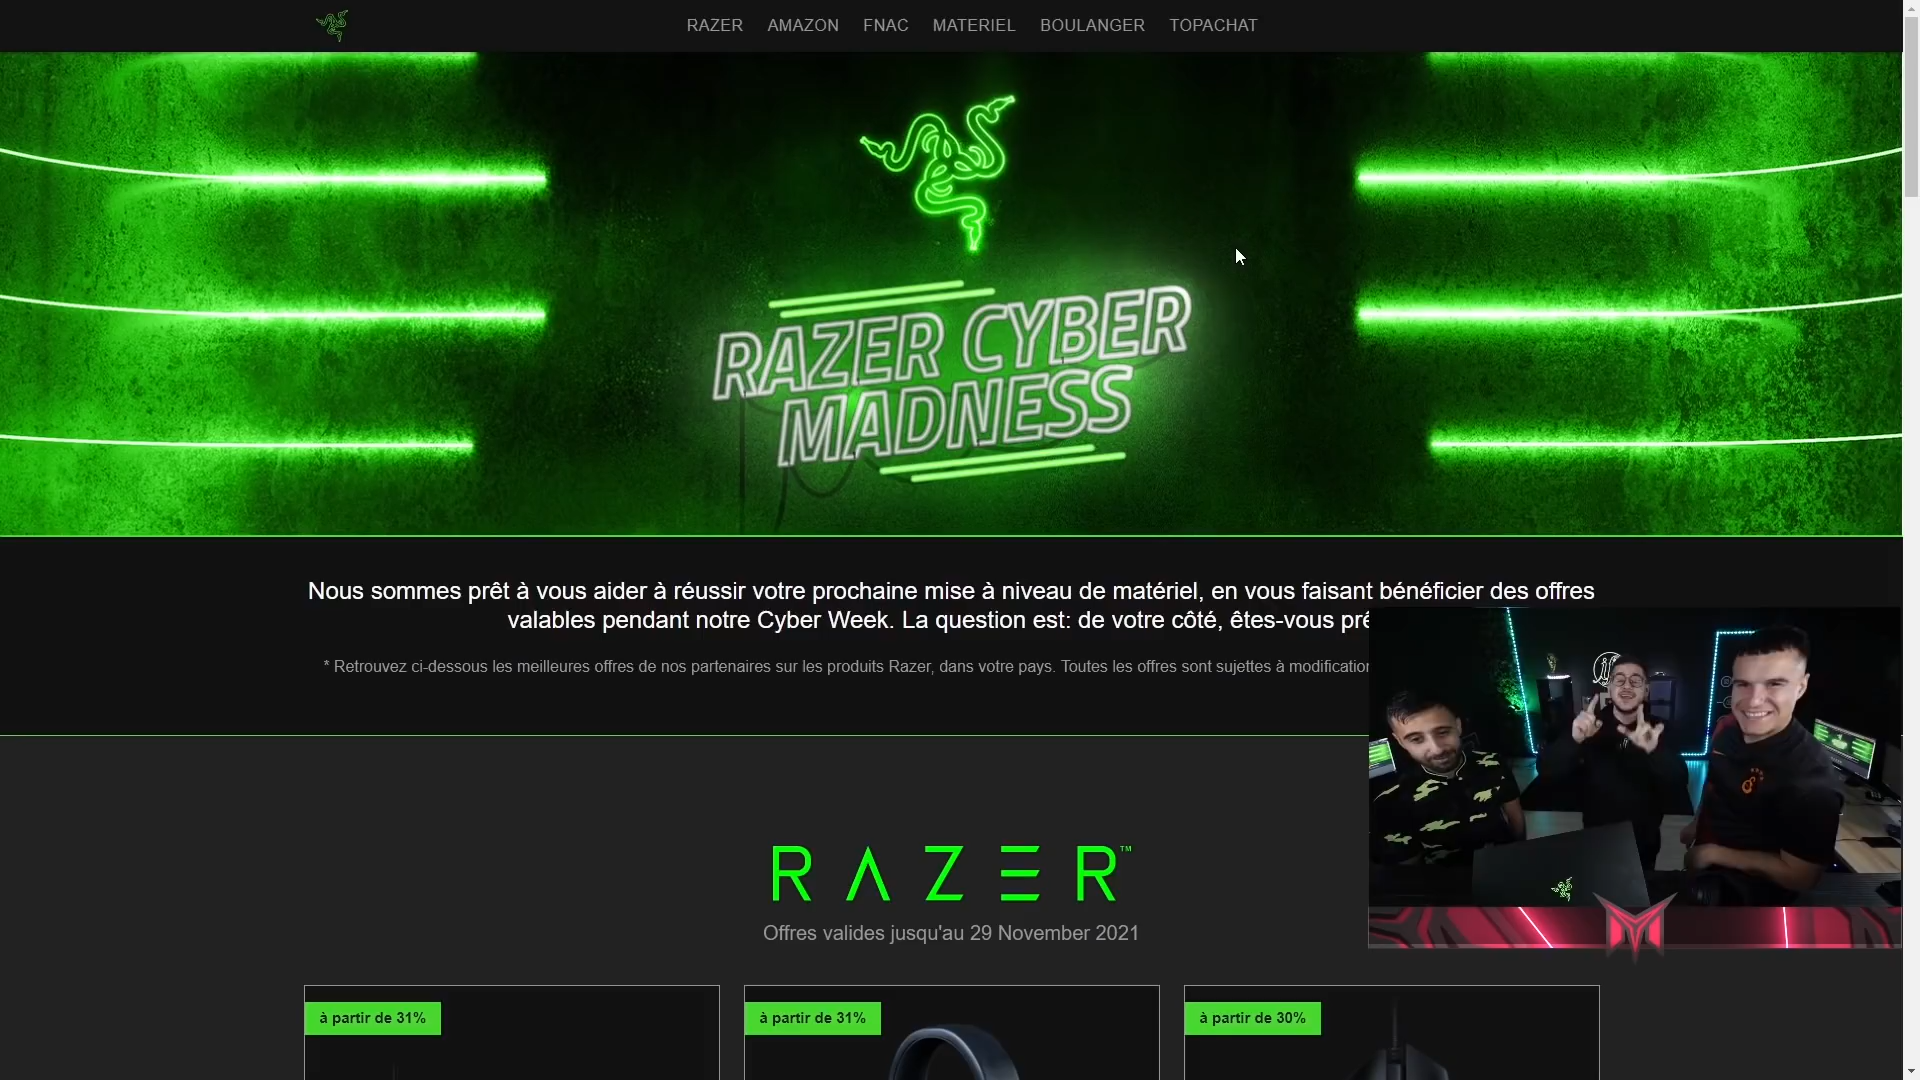 RAZER AMAZON FNAC MATERIEL BOULANGER TOPACHAT
RAZER CYBER
MADNESS
Nous sommes prêt à vous aider à réussir votre prochaine mise à niveau de matériel, en vous faisant bénéficier des offres
valables pendant notre Cyber Week. La question est: de votre côté, êtes-vous
* Retrouvez ci-dessous les meilleures offres de nos partenaires sur les produits Razer, dans votre pays. Toutes les offres sont sujettes à modification
RAZER™
Offres valides jusqu'au 29 November 2021
à partir de 31%
à partir de 31%
à partir de 30%